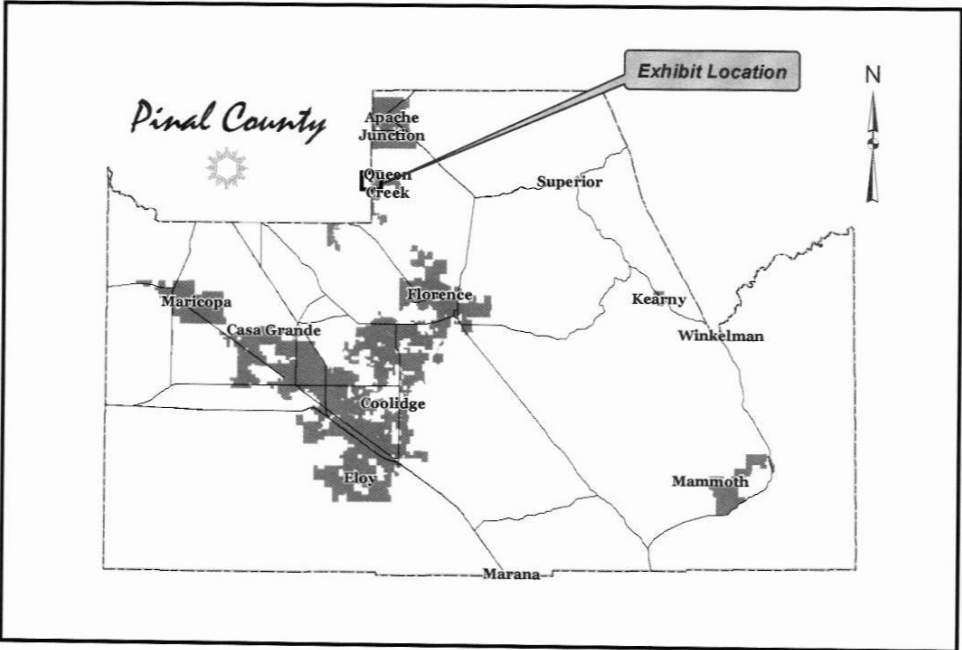 Exhibit Location
N
Pinal County
Apache
Junction
Queen
Creek
Superior
Maricopa
Florence
Kearny
Casa Grande
Winkelman
Coolidge
Eloy
Mammoth
Marana